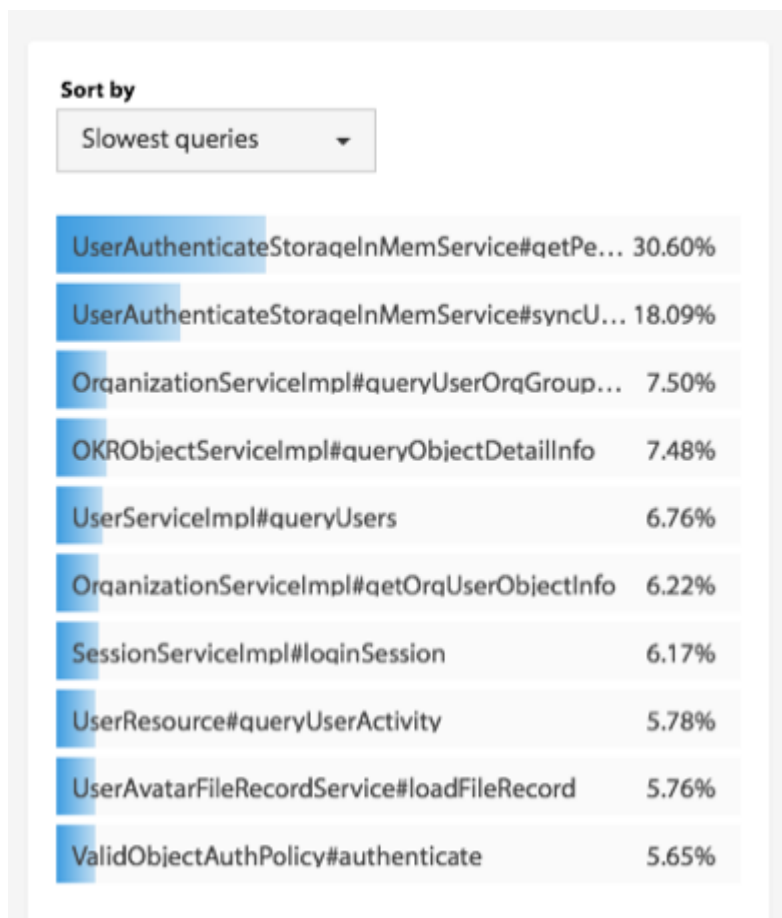 Sort by
Slowest queries
UserAuthenticateStorageInMemService#getPe... 30.60%
UserAuthenticateStorageInMemService#syncU... 18.09%
OrganizationServiceImpl#queryUserOrgGroup... 7.50%
OKRObjectServiceImpl#queryObjectDetailInfo 7.48%
UserServiceImpl#queryUsers 6.76%
OrganizationServiceImpl#getOrgUserObjectInfo 6.22%
SessionServiceImpl#loginSession 6.17%
UserResource#queryUserActivity 5.78%
UserAvatarFileRecordService#loadFileRecord 5.76%
ValidObjectAuthPolicy#authenticate 5.65%